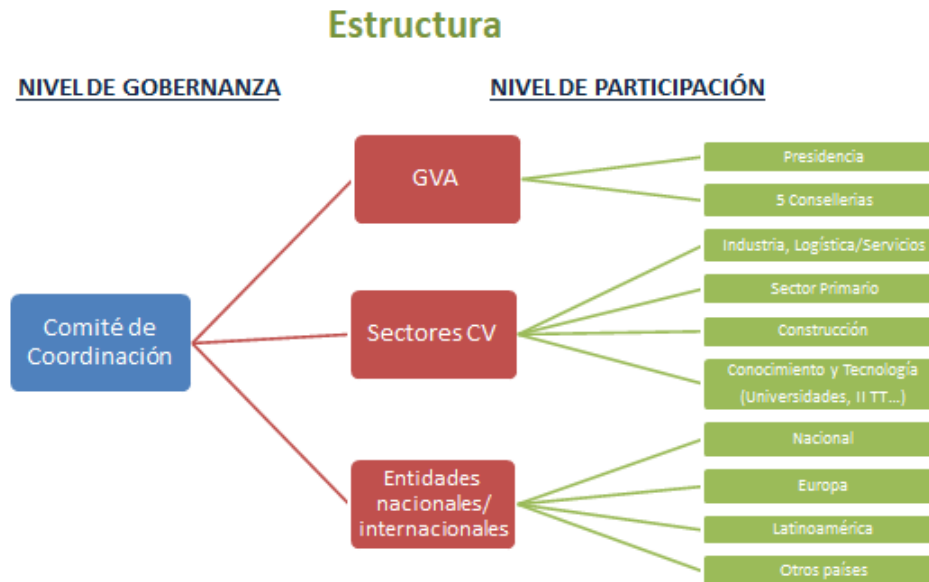 Estructura
NIVEL DE GOBERNANZA
NIVEL DE PARTICIPACIÓN
GVA
Presidencia
5 Consellerias
Comité de
Coordinación
Sectores CV
Industria, Logística/Servicios
Sector Primario
Construcción
Conocimiento y Tecnología
(Universidades, II TT...)
Entidades
nacionales/
internacionales
Nacional
Europa
Latinoamérica
Otros países